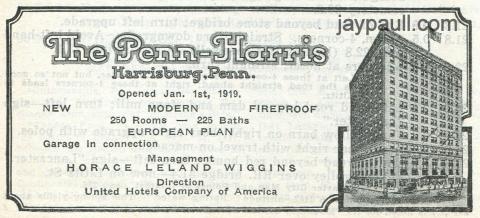 jaypaull.com
The Penn-Harris
Harrisburg, Penn.
Opened Jan. 1st, 1919.
NEW MODERN FIREPROOF
250 Rooms — 225 Baths
EUROPEAN PLAN
Garage in connection
Management
HORACE LELAND WIGGINS
Direction
United Hotels Company of America